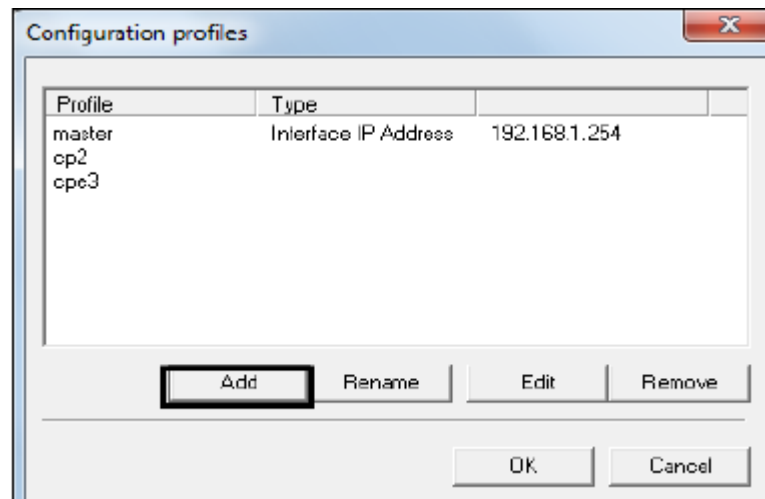 Configuration profiles
Profile Type
master Interface IP Address 192.168.1.254
cp2
cpe3
Add Rename Edit Remove
OK Cancel